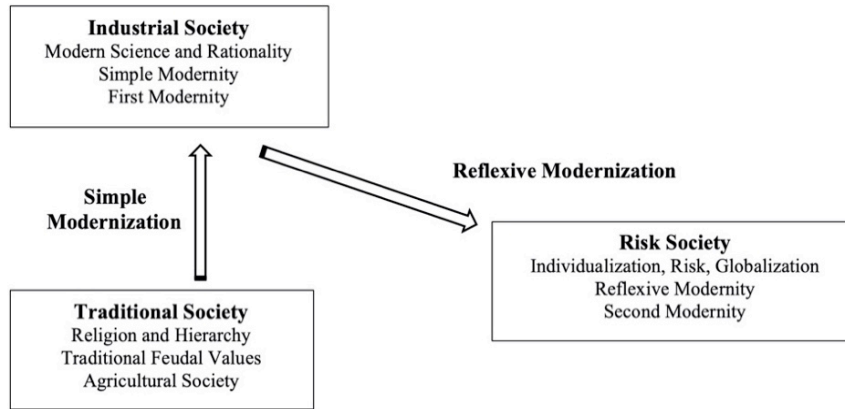 Industrial Society
Modern Science and Rationality
Simple Modernity
First Modernity
Reflexive Modernization
Simple
Modernization
Risk Society
Individualization, Risk, Globalization
Reflexive Modernity
Second Modernity
Traditional Society
Religion and Hierarchy
Traditional Feudal Values
Agricultural Society